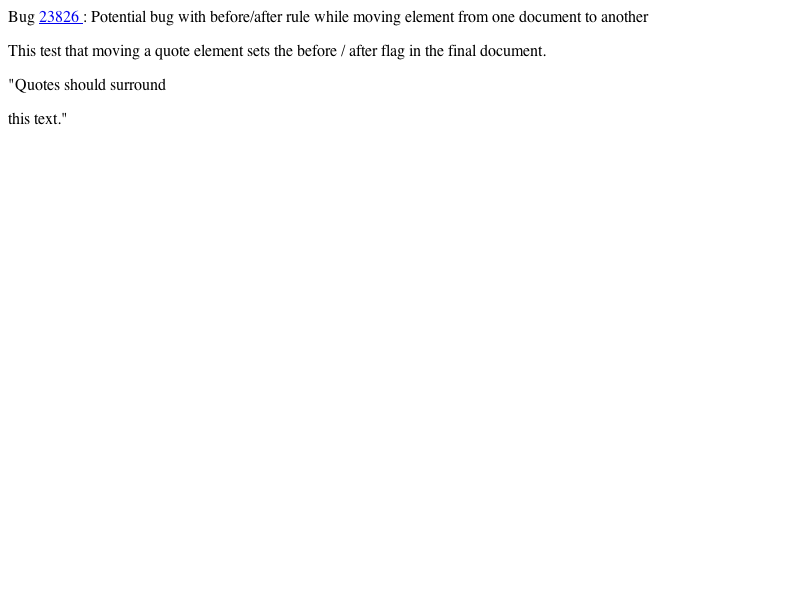 Bug 23826 : Potential bug with before/after rule while moving element from one document to another
This test that moving a quote element sets the before / after flag in the final document.
"Quotes should surround
this text."